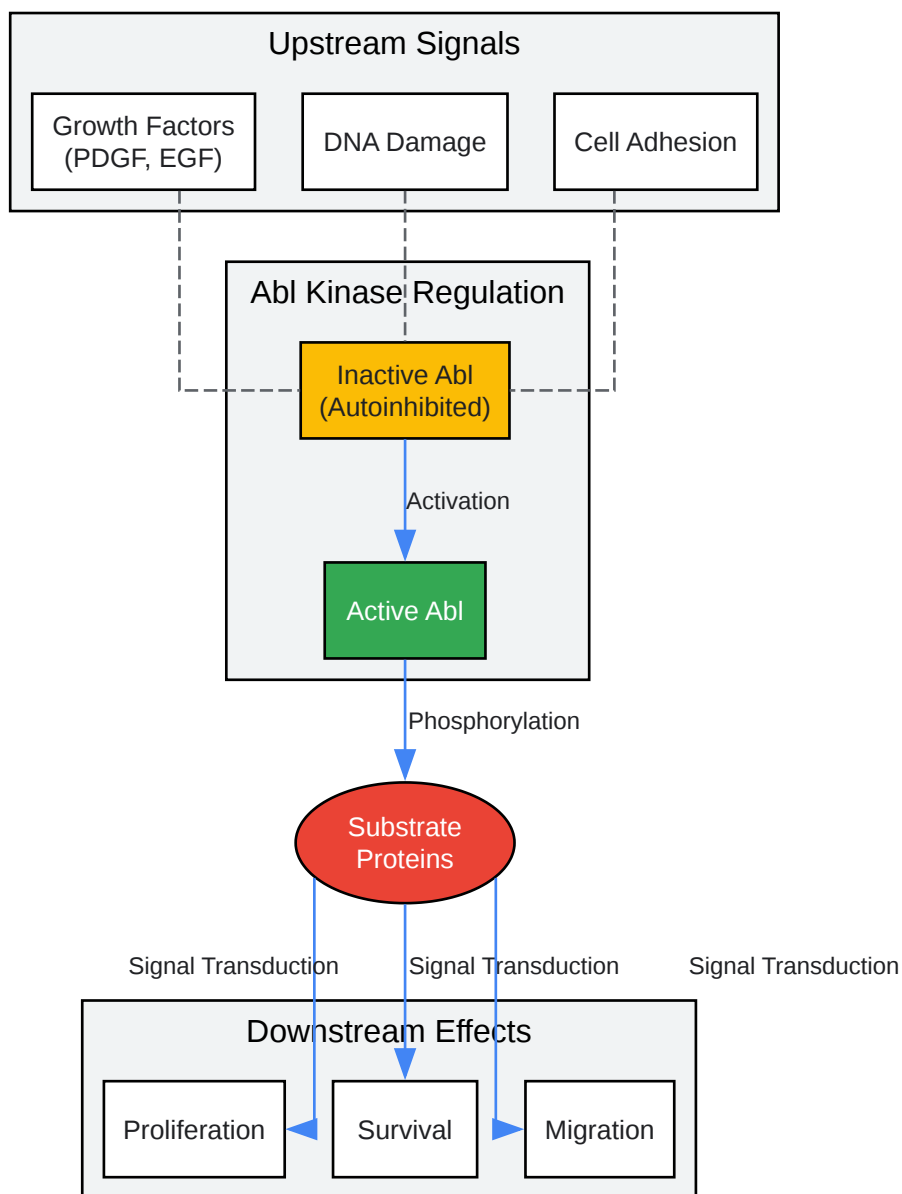 Upstream Signals
Growth Factors
(PDGF, EGF)
DNA Damage
Cell Adhesion
Abl Kinase Regulation
Inactive Abl
(Autoinhibited)
Activation
Active Abl
Phosphorylation
Substrate
Proteins
Signal Transduction
Signal Transduction
Signal Transduction
Downstream Effects
Proliferation
Survival
Migration